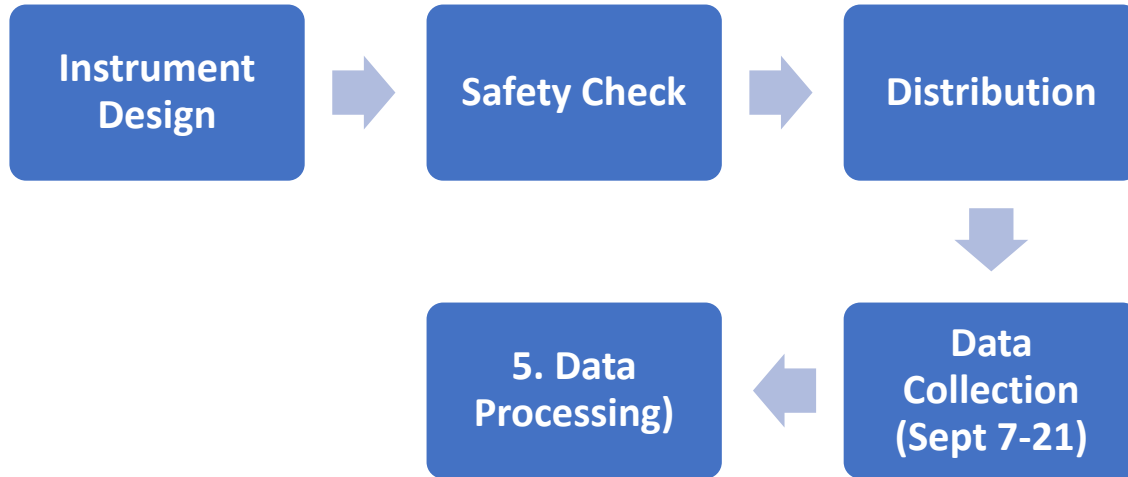 Instrument
Design
Safety Check
Distribution
Data
Collection
(Sept 7-21)
5. Data
Processing)